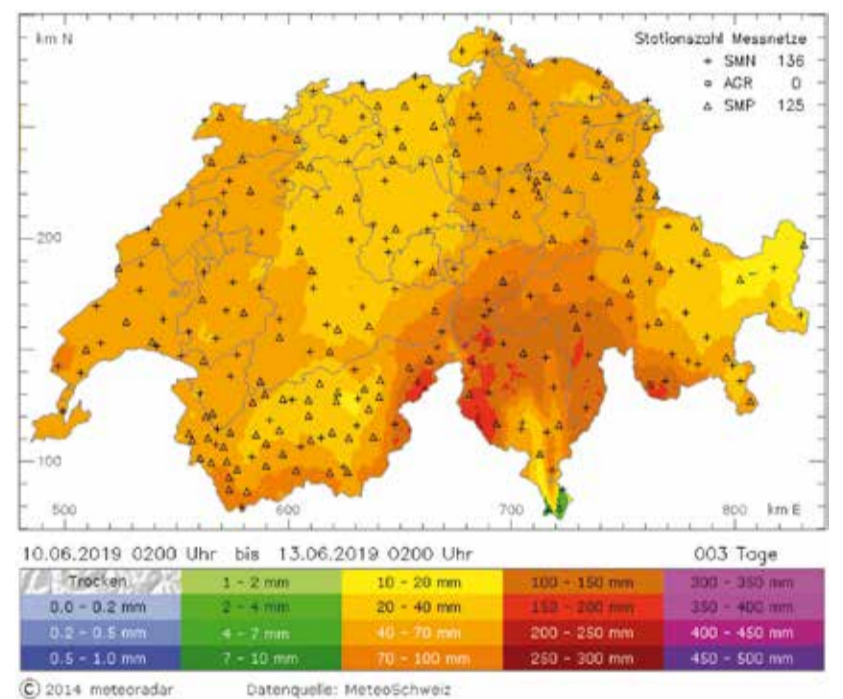 km N
Stationszahl Messnetze
+ SMN 136
o AGR 0
△ SMP 125
200
100
500
600
700
800
km E
10.06.2019 0200 Uhr bis 13.06.2019 0200 Uhr
003 Tage
Trocken
1 - 2 mm
10 - 20 mm
100 - 150 mm
300 - 350 mm
0.0 - 0.2 mm
2 - 4 mm
20 - 40 mm
150 - 200 mm
350 - 400 mm
0.2 - 0.5 mm
4 - 7 mm
40 - 70 mm
200 - 250 mm
400 - 450 mm
0.5 - 1.0 mm
7 - 10 mm
70 - 100 mm
250 - 300 mm
450 - 500 mm
© 2014 meteoradar
Datenquelle: MeteoSchweiz